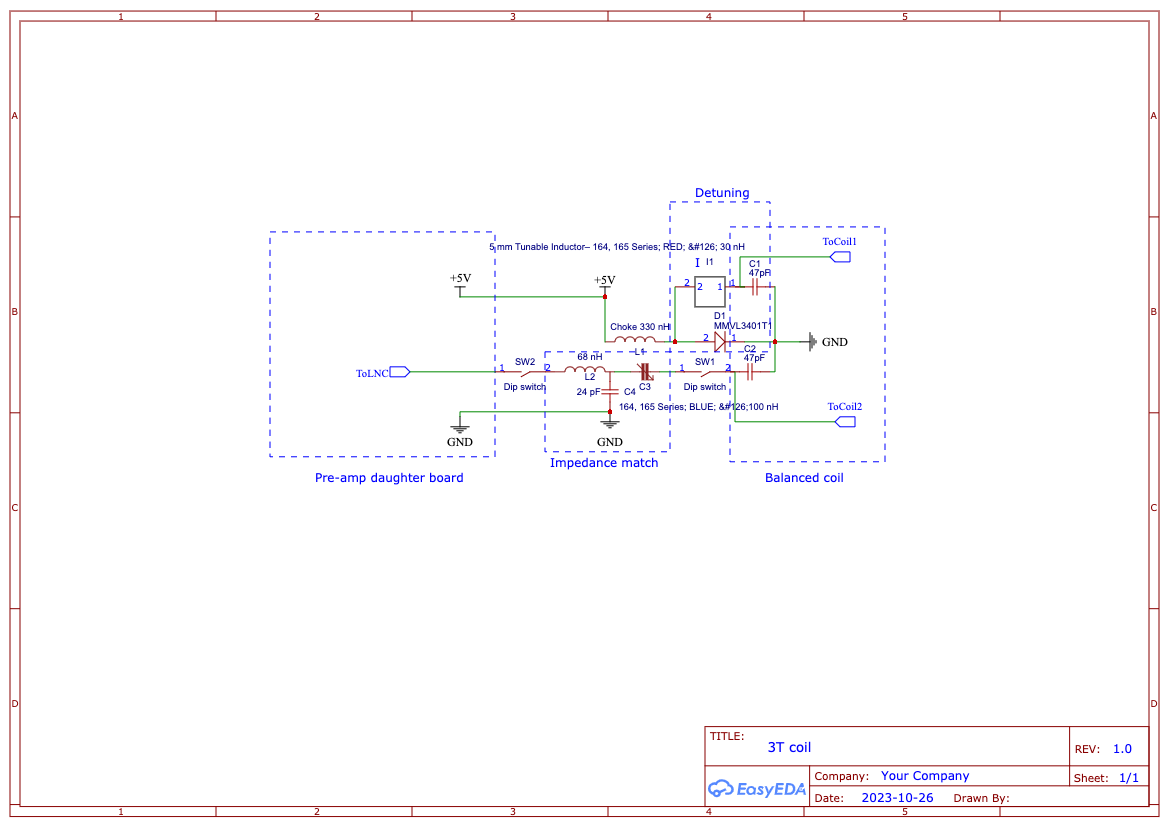 1 2 3 4 5
A A
Detuning
5 mm Tunable Inductor– 164, 165 Series; RED; &#126; 30 nH
ToCoil1
I I1
C1
47pF
+5V
+5V
2 2 1 1
B B
D1
MMVL3401T1
Choke 330 nH
2 1
GND
L1
C2
47pF
68 nH
SW2
SW1
ToLNC
1 2
1 2
L2
C3
Dip switch
Dip switch
24 pF
C4
164, 165 Series; BLUE; &#126;100 nH
ToCoil2
GND
GND
Impedance match
Pre-amp daughter board
Balanced coil
C C
D D
TITLE:
3T coil
REV: 1.0
EasyEDA
Company: Your Company
Sheet: 1/1
Date: 2023-10-26 Drawn By:
1 2 3 4 5